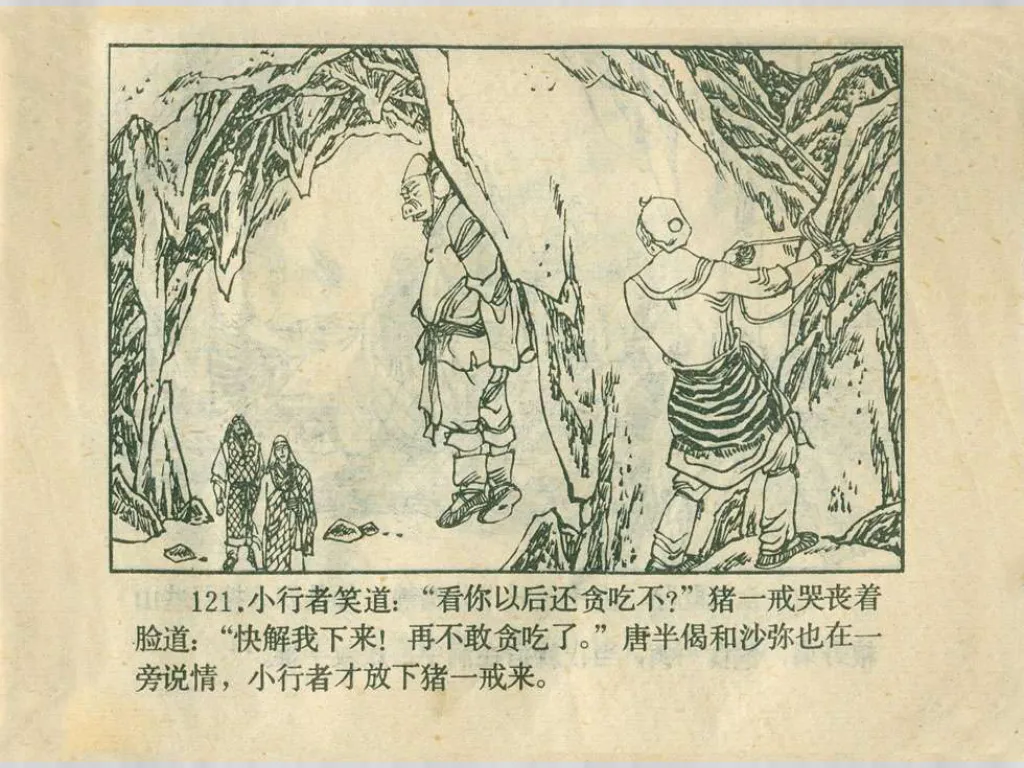 121.小行者笑道：“看你以后还贪吃不?”猪一戒哭丧着
脸道：“快解我下来！再不敢贪吃了。”唐半偈和沙弥也在一
旁说情，小行者才放下猪一戒来。